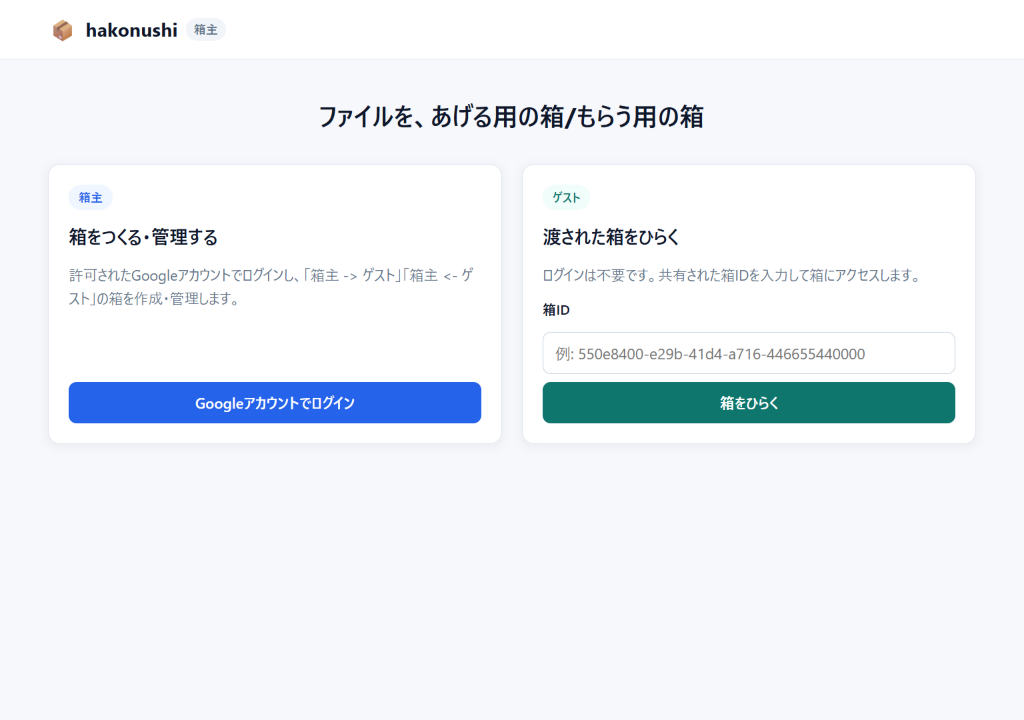 hakonushi 箱主
ファイルを、あげる用の箱/もらう用の箱
箱主
箱をつくる・管理する
許可されたGoogleアカウントでログインし、「箱主 -> ゲスト」「箱主 <- ゲ
スト」の箱を作成・管理します。
Googleアカウントでログイン
ゲスト
渡された箱をひらく
ログインは不要です。共有された箱IDを入力して箱にアクセスします。
箱ID
例: 550e8400-e29b-41d4-a716-446655440000
箱をひらく